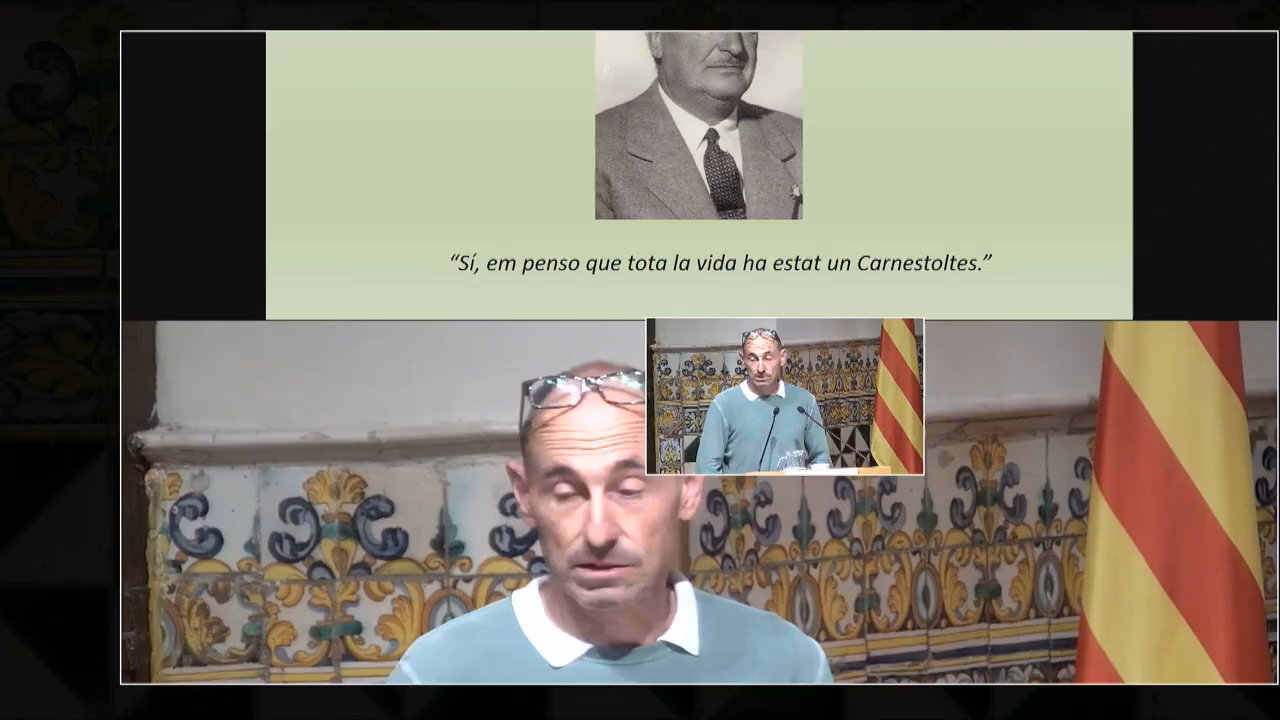 “Sí, em penso que tota la vida ha estat un Carnestoltes.”